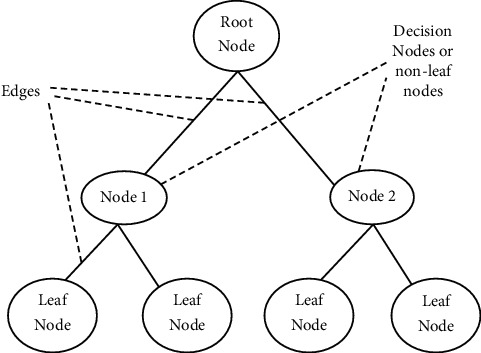 Root
Node
Decision
Nodes or
non-leaf
nodes
Edges
Node 1
Node 2
Leaf
Node
Leaf
Node
Leaf
Node
Leaf
Node